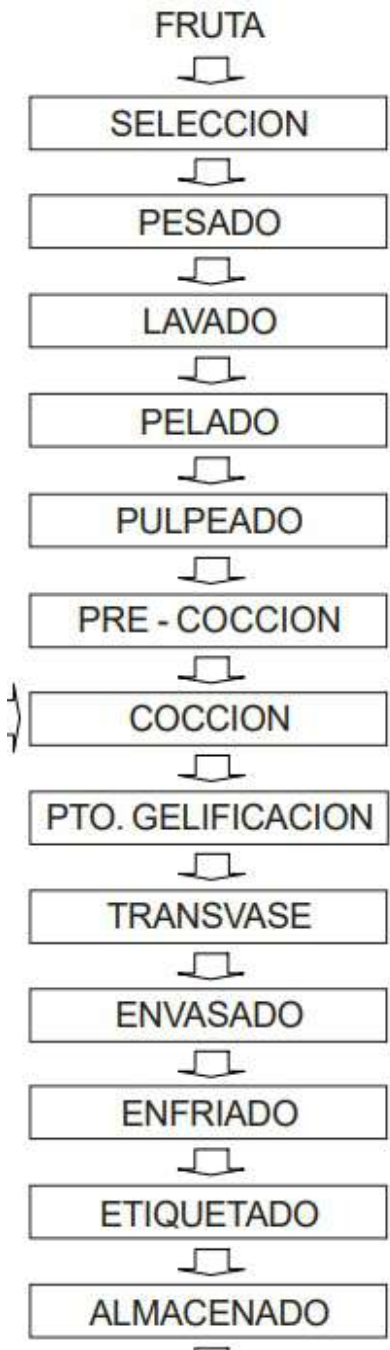 FRUTA
SELECCION
PESADO
LAVADO
PELADO
PULPEADO
PRE - COCCION
COCCION
PTO. GELIFICACION
TRANSVASE
ENVASADO
ENFRIADO
ETIQUETADO
ALMACENADO